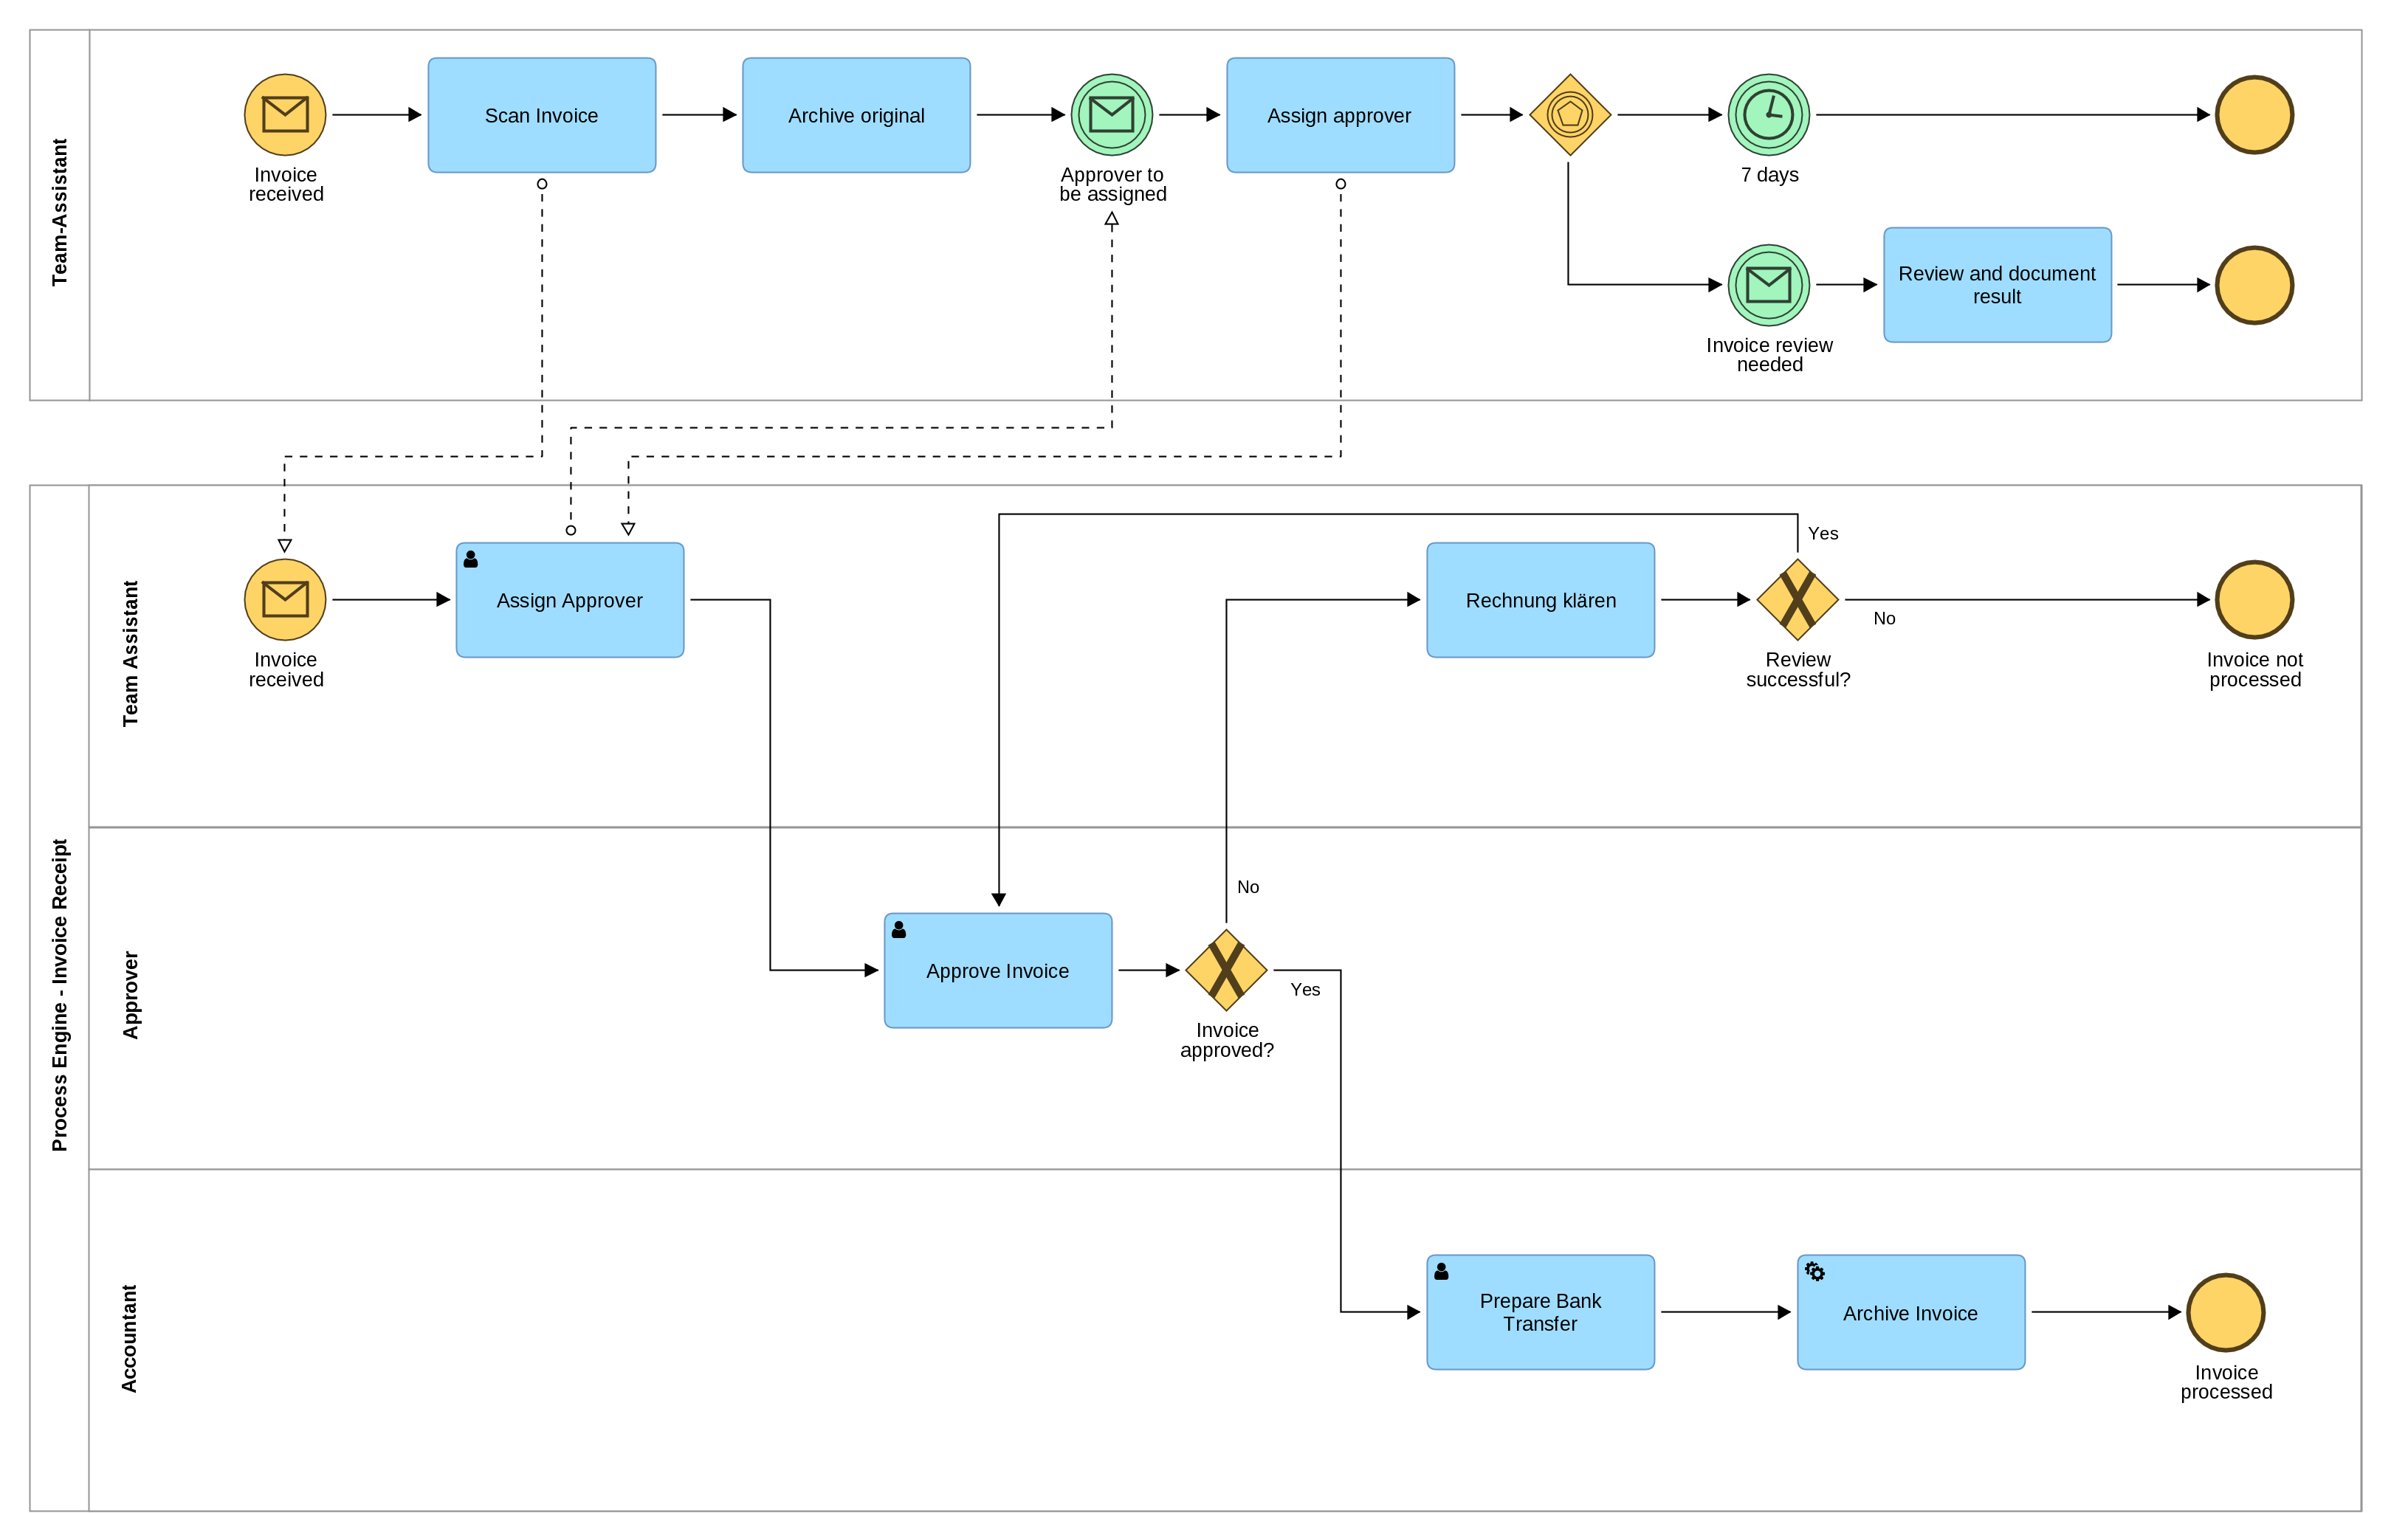 Team-Assistant
Invoice
received
Scan Invoice
Archive original
Approver to
be assigned
Assign approver
7 days
Invoice review
needed
Review and document
result
Process Engine - Invoice Receipt
Team Assistant
Invoice
received
Assign Approver
Rechnung klären
Yes
No
Review
successful?
Invoice not
processed
Approver
Approve Invoice
No
Yes
Invoice
approved?
Accountant
Prepare Bank
Transfer
Archive Invoice
Invoice
processed